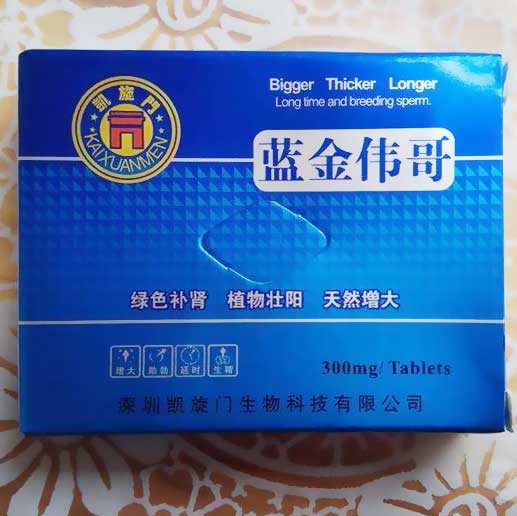 凯旋門
KAIXUANMEN
Bigger Thicker Longer
Long time and breeding sperm.
蓝金伟哥
绿色补肾 植物壮阳 天然增大
增大 助勃 延时 生精
300mg/ Tablets
深圳凯旋门生物科技有限公司